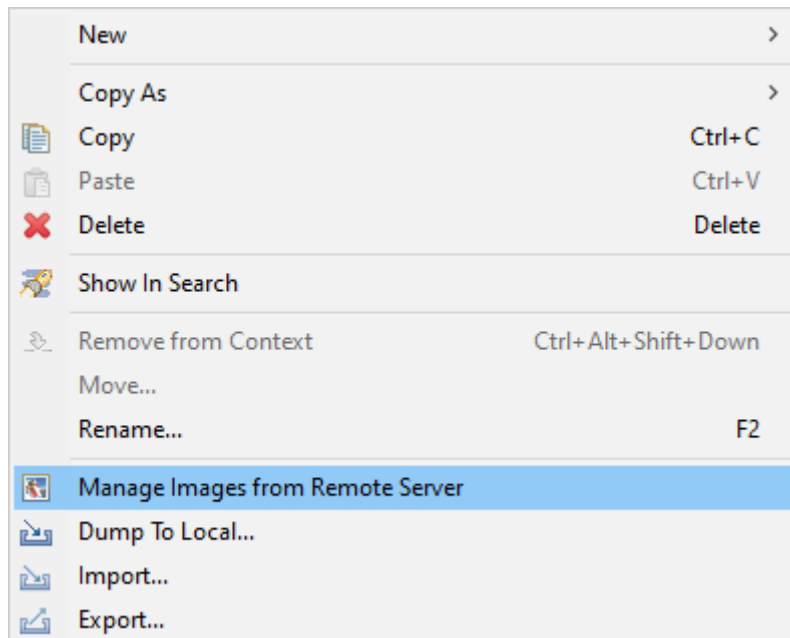 New
Copy As
Copy Ctrl+C
Paste Ctrl+V
Delete Delete
Show In Search
Remove from Context Ctrl+Alt+Shift+Down
Move...
Rename... F2
Manage Images from Remote Server
Dump To Local...
Import...
Export...